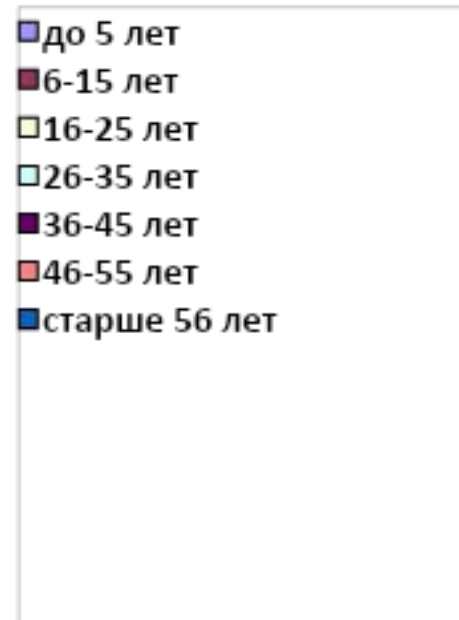 до 5 лет
6-15 лет
16-25 лет
26-35 лет
36-45 лет
46-55 лет
старше 56 лет